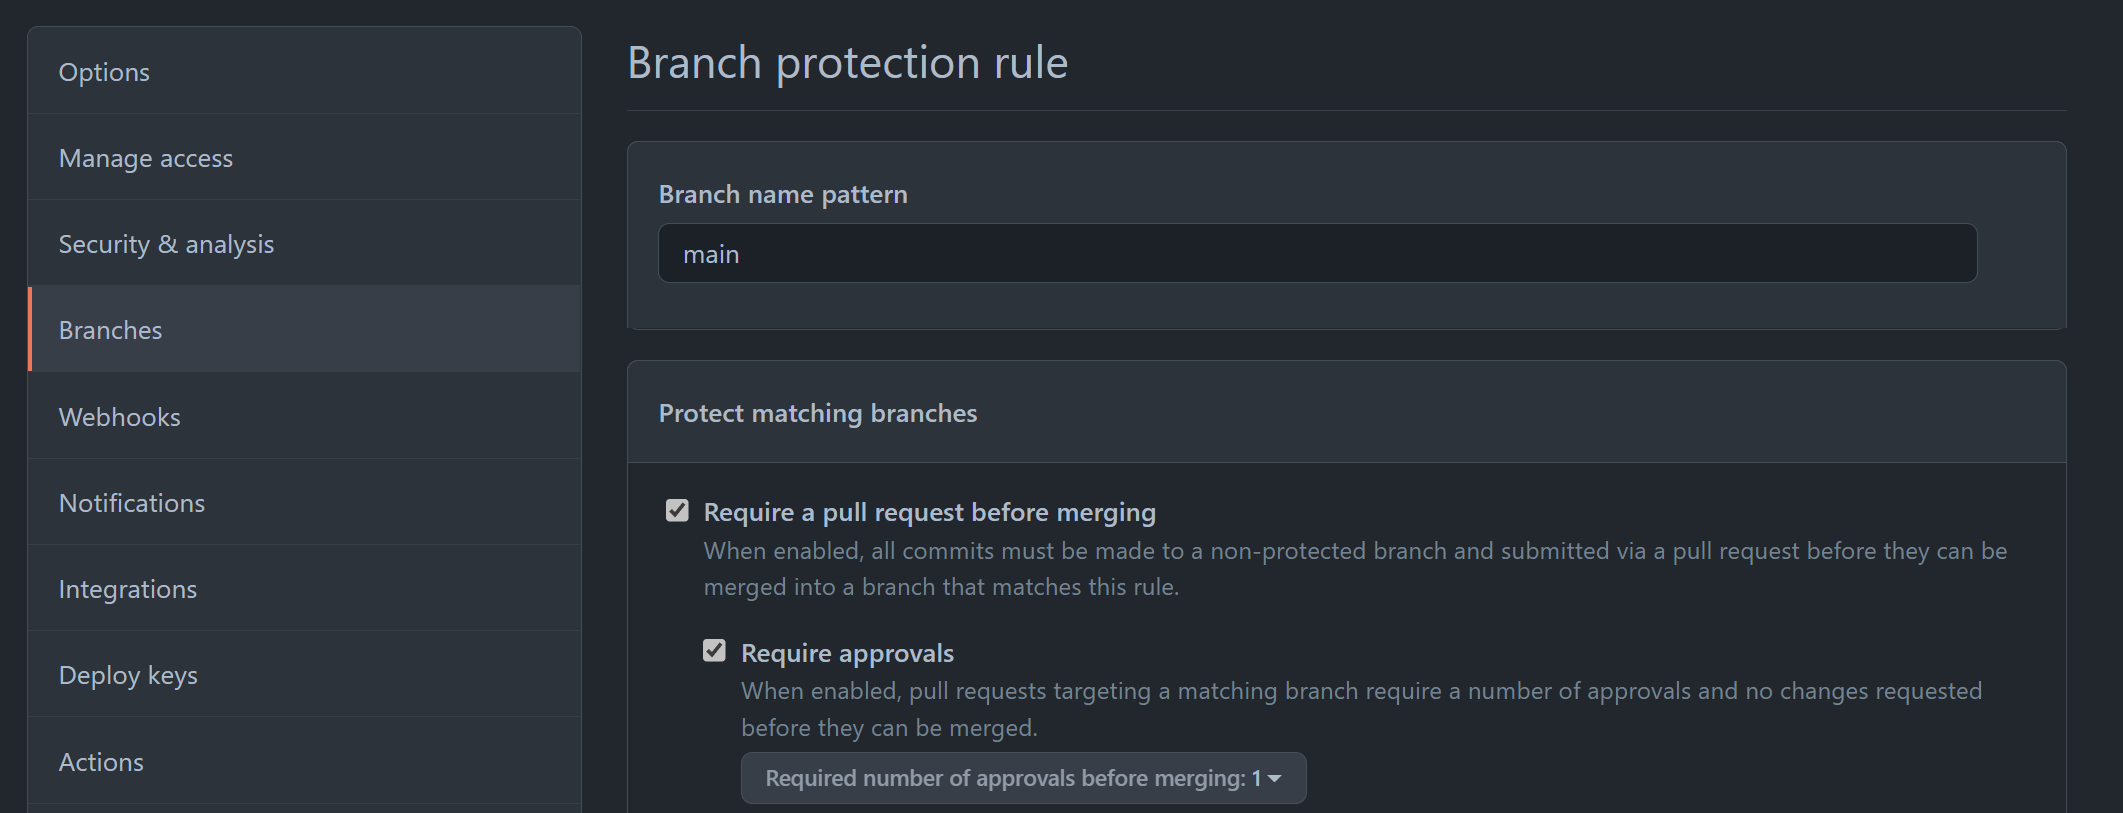 Options
Manage access
Security & analysis
Branches
Webhooks
Notifications
Integrations
Deploy keys
Actions
Branch protection rule
Branch name pattern
main
Protect matching branches
Require a pull request before merging
When enabled, all commits must be made to a non-protected branch and submitted via a pull request before they can be
merged into a branch that matches this rule.
Require approvals
When enabled, pull requests targeting a matching branch require a number of approvals and no changes requested
before they can be merged.
Required number of approvals before merging: 1